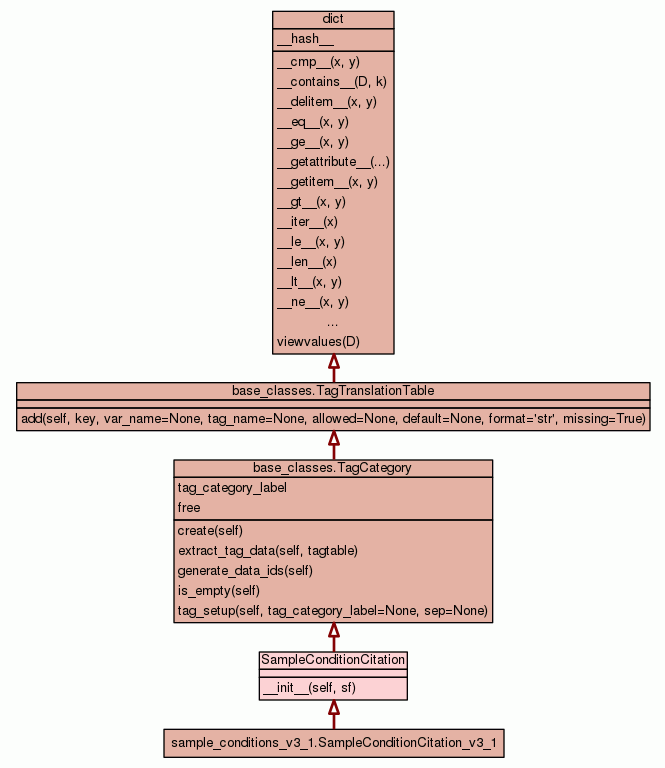 dict
__hash__
__cmp__(x, y)
__contains__(D, k)
__delitem__(x, y)
__eq__(x, y)
__ge__(x, y)
__getattribute__(...)
__getitem__(x, y)
__gt__(x, y)
__iter__(x)
__le__(x, y)
__len__(x)
__lt__(x, y)
__ne__(x, y)
...
viewvalues(D)
base_classes.TagTranslationTable
add(self, key, var_name=None, tag_name=None, allowed=None, default=None, format='str', missing=True)
base_classes.TagCategory
tag_category_label
free
create(self)
extract_tag_data(self, tagtable)
generate_data_ids(self)
is_empty(self)
tag_setup(self, tag_category_label=None, sep=None)
SampleConditionCitation
__init__(self, sf)
sample_conditions_v3_1.SampleConditionCitation_v3_1